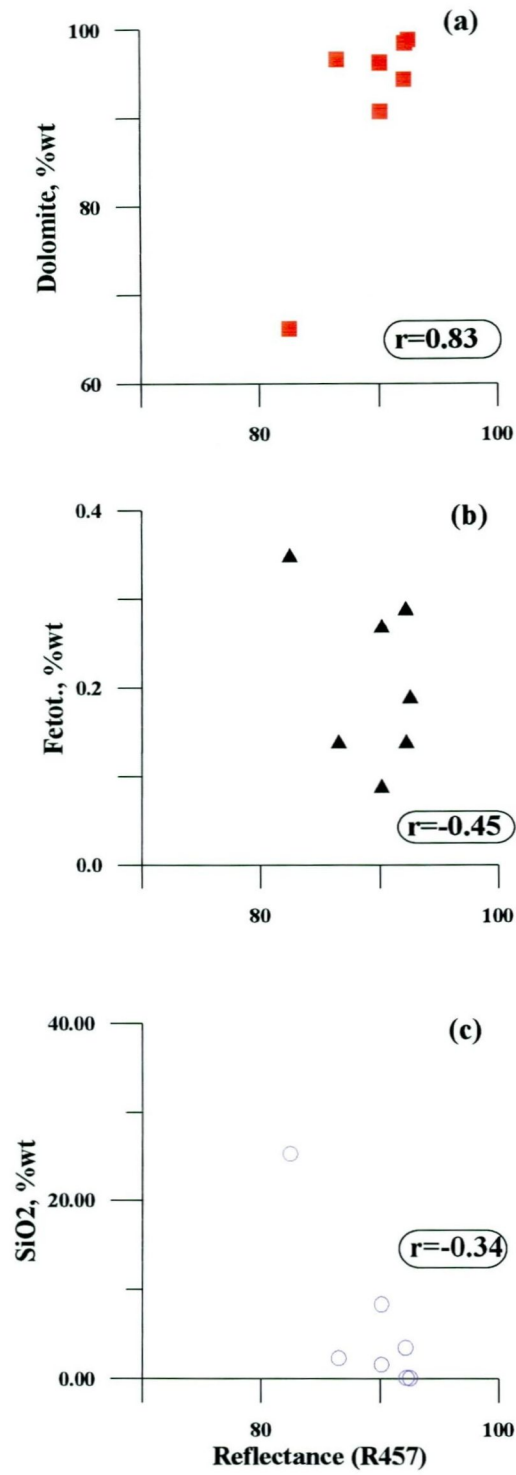 (a)
100
80
60
Dolomite, %wt
r=0.83
80
100
(b)
0.4
0.2
0.0
Fetot., %wt
r=-0.45
80
100
(c)
40.00
20.00
0.00
SiO2, %wt
r=-0.34
80
100
Reflectance (R457)